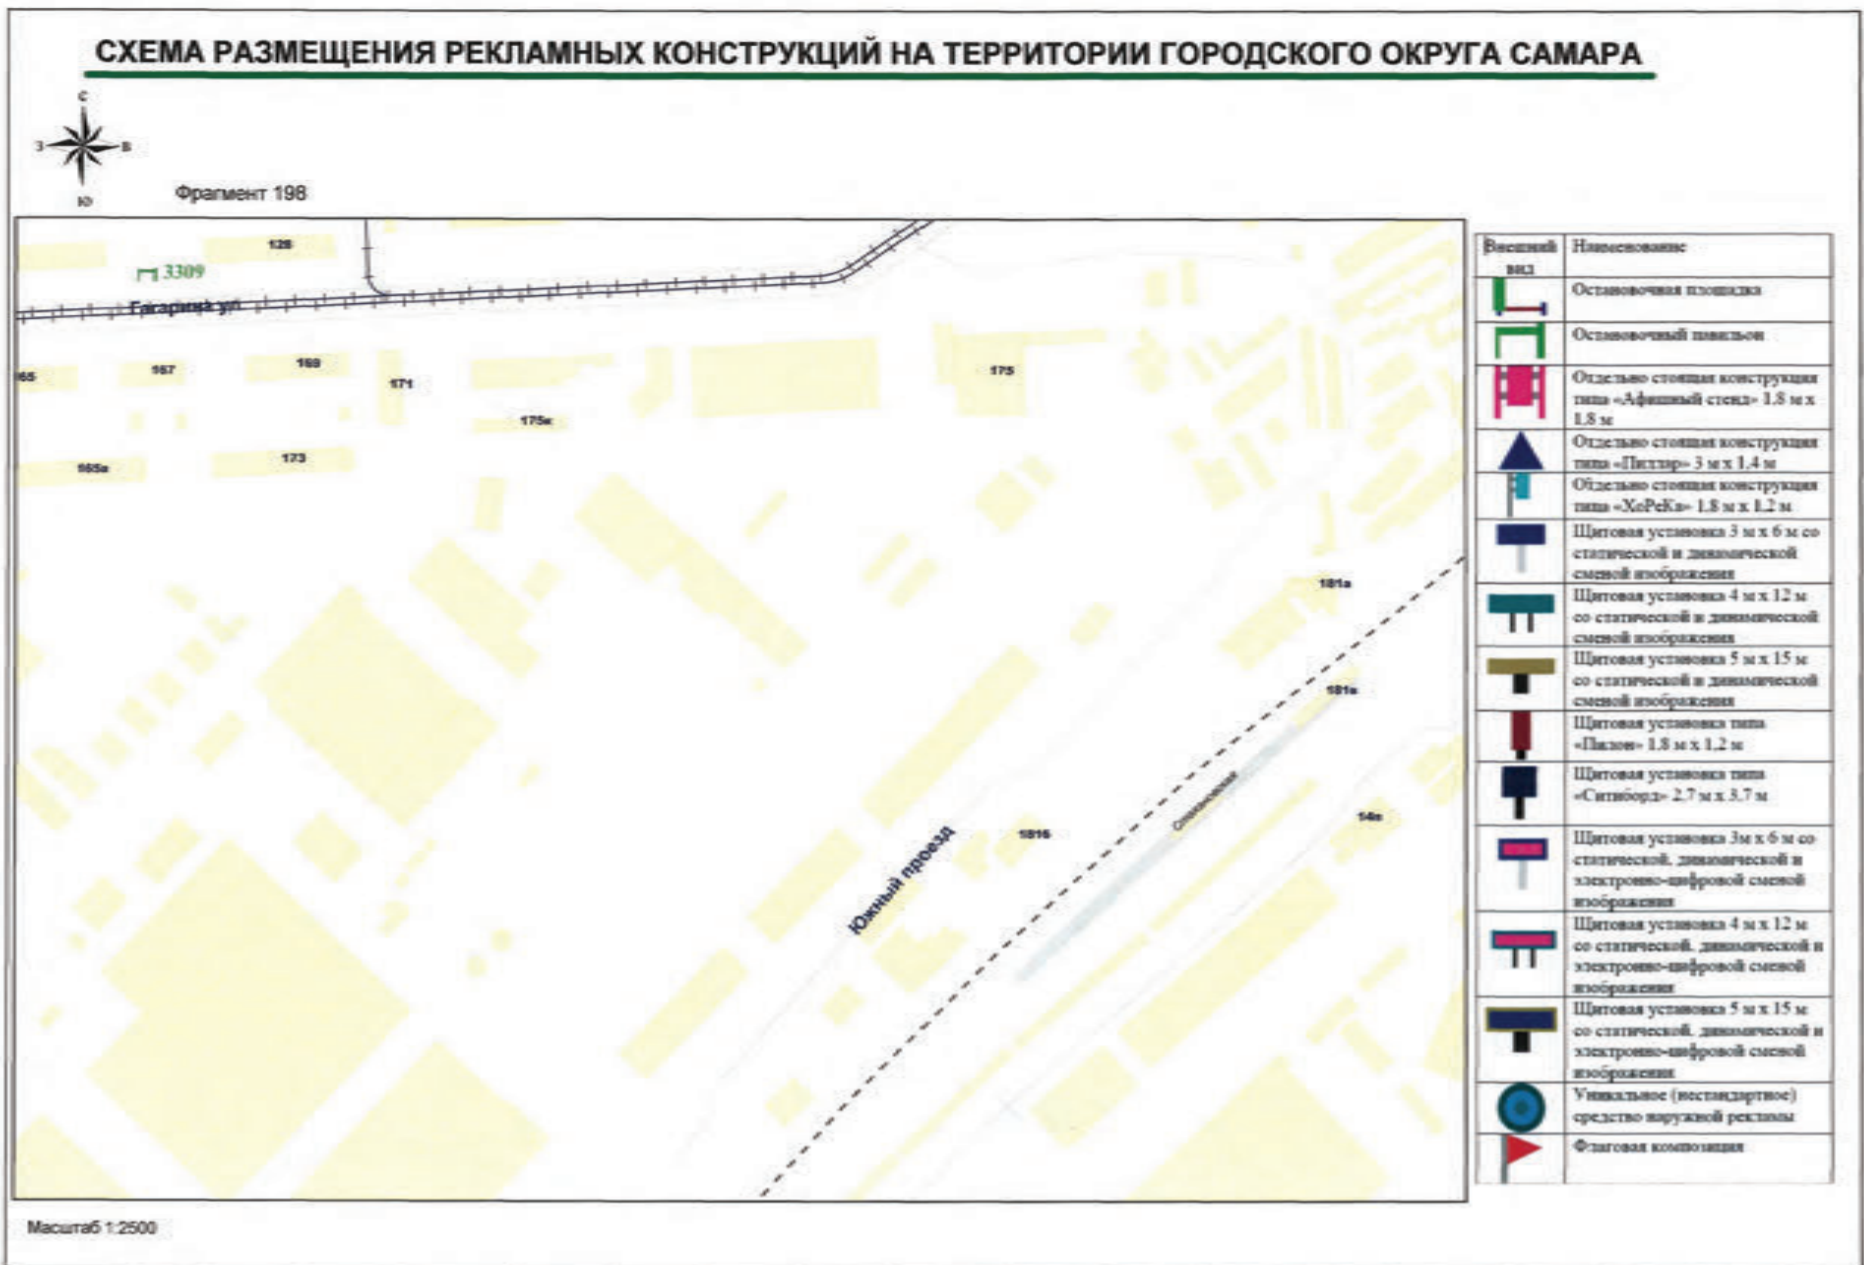 СХЕМА РАЗМЕЩЕНИЯ РЕКЛАМНЫХ КОНСТРУКЦИЙ НА ТЕРРИТОРИИ ГОРОДСКОГО ОКРУГА САМАРА
С
З В
Ю
Фрагмент 198
128
3309
Гагарина ул
165
167
169
171
175
175к
165а
173
181а
181в
Стахановская
14в
181б
Южный проезд
Внешний вид
Наименование
Остановочная площадка
Остановочный павильон
Отдельно стоящая конструкция
типа «Афишный стенд» 1,8 м х
1,8 м
Отдельно стоящая конструкция
типа «Пиллар» 3 м х 1,4 м
Отдельно стоящая конструкция
типа «ХоРеКа» 1,8 м х 1,2 м
Щитовая установка 3 м х 6 м со
статической и динамической
сменой изображения
Щитовая установка 4 м х 12 м
со статической и динамической
сменой изображения
Щитовая установка 5 м х 15 м
со статической и динамической
сменой изображения
Щитовая установка типа
«Пилон» 1,8 м х 1,2 м
Щитовая установка типа
«Ситиборд» 2,7 м х 3,7 м
Щитовая установка 3м х 6 м со
статической, динамической и
электронно-цифровой сменой
изображения
Щитовая установка 4 м х 12 м
со статической, динамической и
электронно-цифровой сменой
изображения
Щитовая установка 5 м х 15 м
со статической, динамической и
электронно-цифровой сменой
изображения
Уникальное (нестандартное)
средство наружной рекламы
Флаговая композиция
Масштаб 1:2500